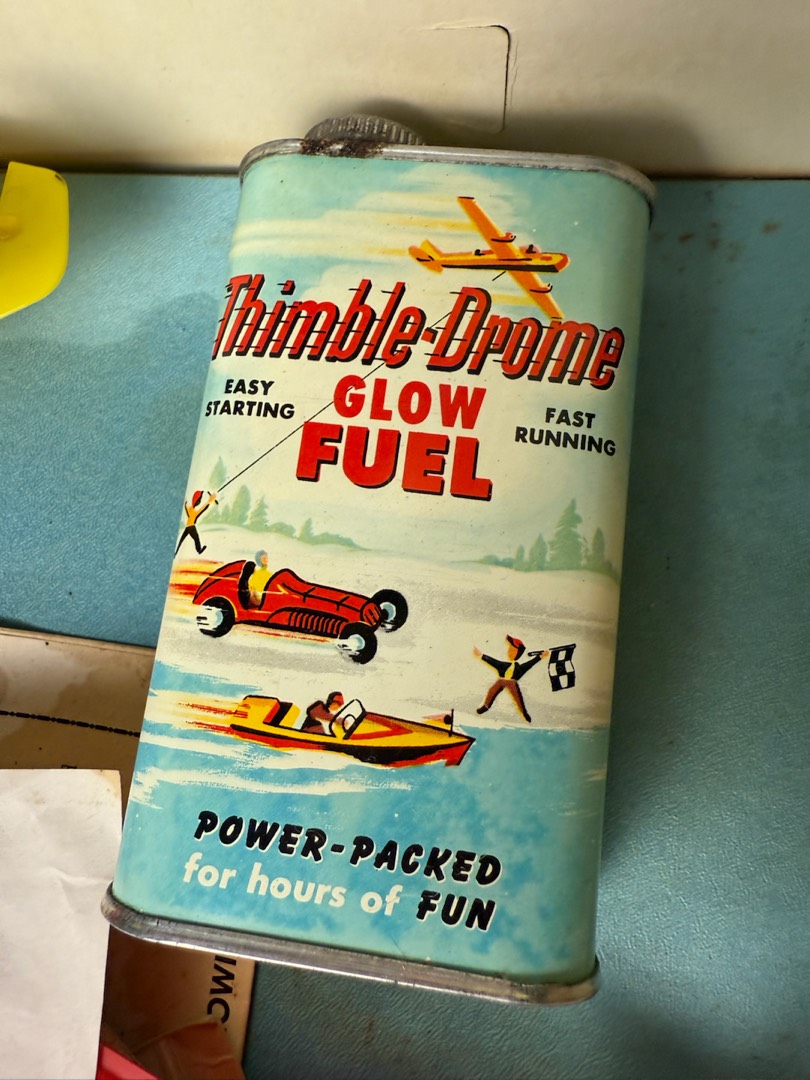 Thimble-Drome
EASY
STARTING
GLOW
FUEL
FAST
RUNNING
POWER-PACKED
for hours of FUN